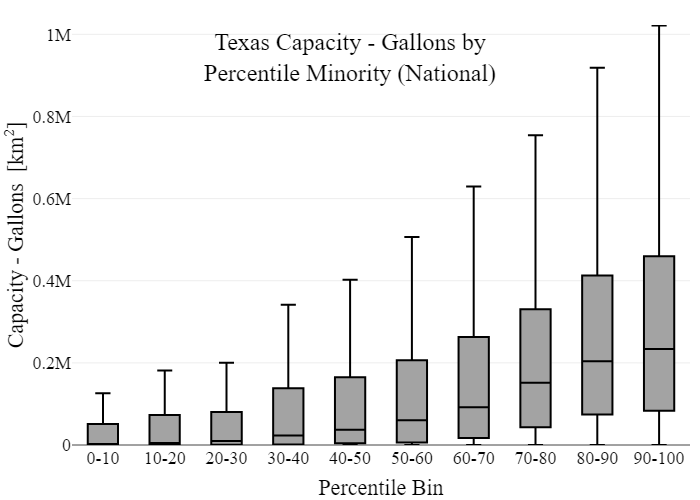 Texas Capacity - Gallons by
Percentile Minority (National)
Capacity - Gallons [km²]
1M
0.8M
0.6M
0.4M
0.2M
0
0-10 10-20 20-30 30-40 40-50 50-60 60-70 70-80 80-90 90-100
Percentile Bin